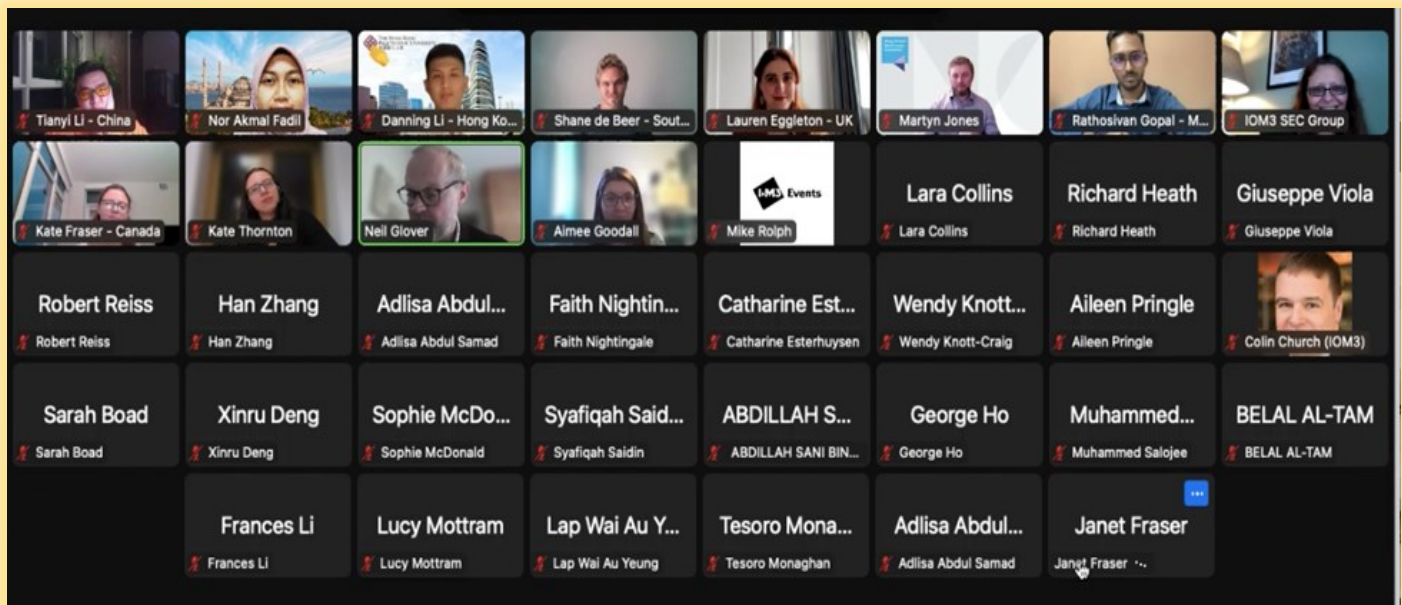 THE HONG KONG
POLYTECHNIC UNIVERSITY
Tianyi Li - China
Nor Akmal Fadil
Danning Li - Hong Ko...
Shane de Beer - Sout...
Lauren Eggleton - UK
Martyn Jones
Rathosivan Gopal - M...
IOM3 SEC Group
Kate Fraser - Canada
Kate Thornton
Neil Glover
Aimee Goodall
IOM3 Events
Mike Rolph
Lara Collins
Lara Collins
Richard Heath
Richard Heath
Giuseppe Viola
Giuseppe Viola
Robert Reiss
Robert Reiss
Han Zhang
Han Zhang
Adlisa Abdul...
Adlisa Abdul Samad
Faith Nightin...
Faith Nightingale
Catharine Est...
Catharine Esterhuysen
Wendy Knott...
Wendy Knott-Craig
Aileen Pringle
Aileen Pringle
Colin Church (IOM3)
Sarah Boad
Sarah Boad
Xinru Deng
Xinru Deng
Sophie McDo...
Sophie McDonald
Syafiqah Said...
Syafiqah Saidin
ABDILLAH S...
ABDILLAH SANI BIN...
George Ho
George Ho
Muhammed...
Muhammed Salojee
BELAL AL-TAM
BELAL AL-TAM
Frances Li
Frances Li
Lucy Mottram
Lucy Mottram
Lap Wai Au Y...
Lap Wai Au Yeung
Tesoro Mona...
Tesoro Monaghan
Adlisa Abdul...
Adlisa Abdul Samad
Janet Fraser
Janet Fraser